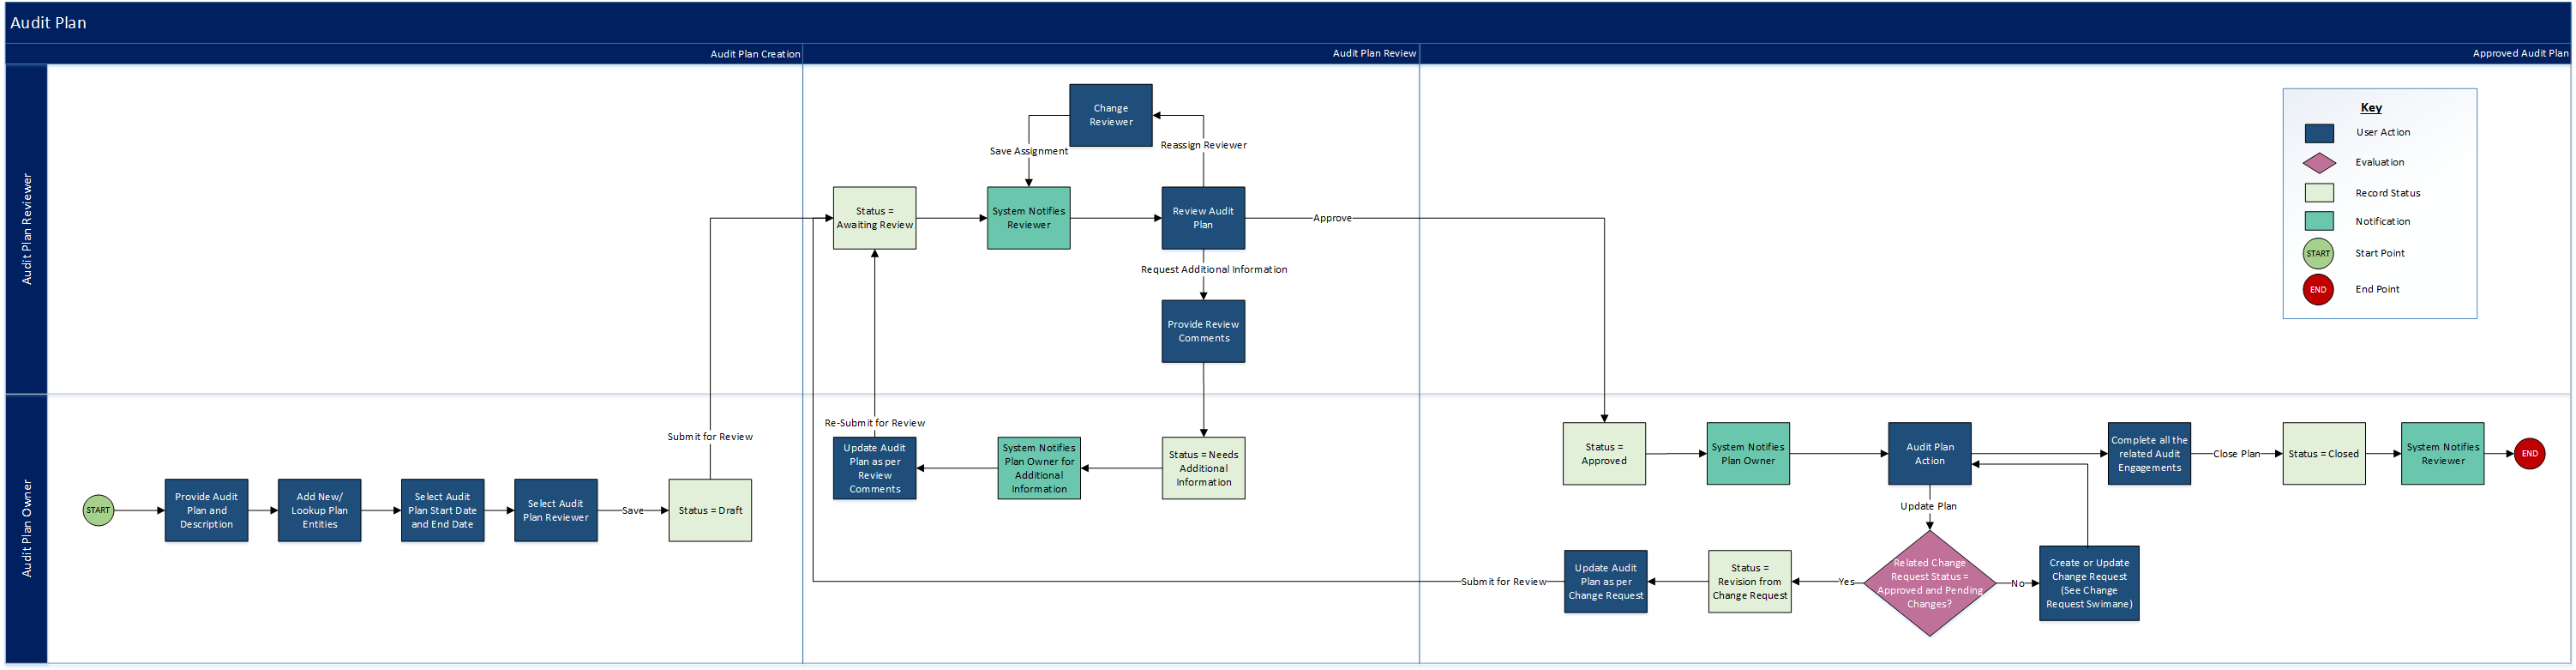 Audit Plan
Audit Plan Creation
Audit Plan Review
Approved Audit Plan
Audit Plan Reviewer
Change
Reviewer
Save Assignment
Reassign Reviewer
Status =
Awaiting Review
System Notifies
Reviewer
Review Audit
Plan
Approve
Request Additional Information
Provide Review
Comments
Key
User Action
Evaluation
Record Status
Notification
START
Start Point
END
End Point
Audit Plan Owner
START
Provide Audit
Plan and
Description
Add New/
Lookup Plan
Entities
Select Audit
Plan Start Date
and End Date
Select Audit
Plan Reviewer
Save
Status = Draft
Submit for Review
Re-Submit for Review
Update Audit
Plan as per
Review
Comments
System Notifies
Plan Owner for
Additional
Information
Status = Needs
Additional
Information
Status =
Approved
System Notifies
Plan Owner
Audit Plan
Action
Complete all the
related Audit
Engagements
Close Plan
Status = Closed
System Notifies
Reviewer
END
Update Plan
Submit for Review
Update Audit
Plan as per
Change Request
Status =
Revision from
Change Request
Yes
Related Change
Request Status =
Approved and Pending
Changes?
No
Create or Update
Change Request
(See Change
Request Swimane)